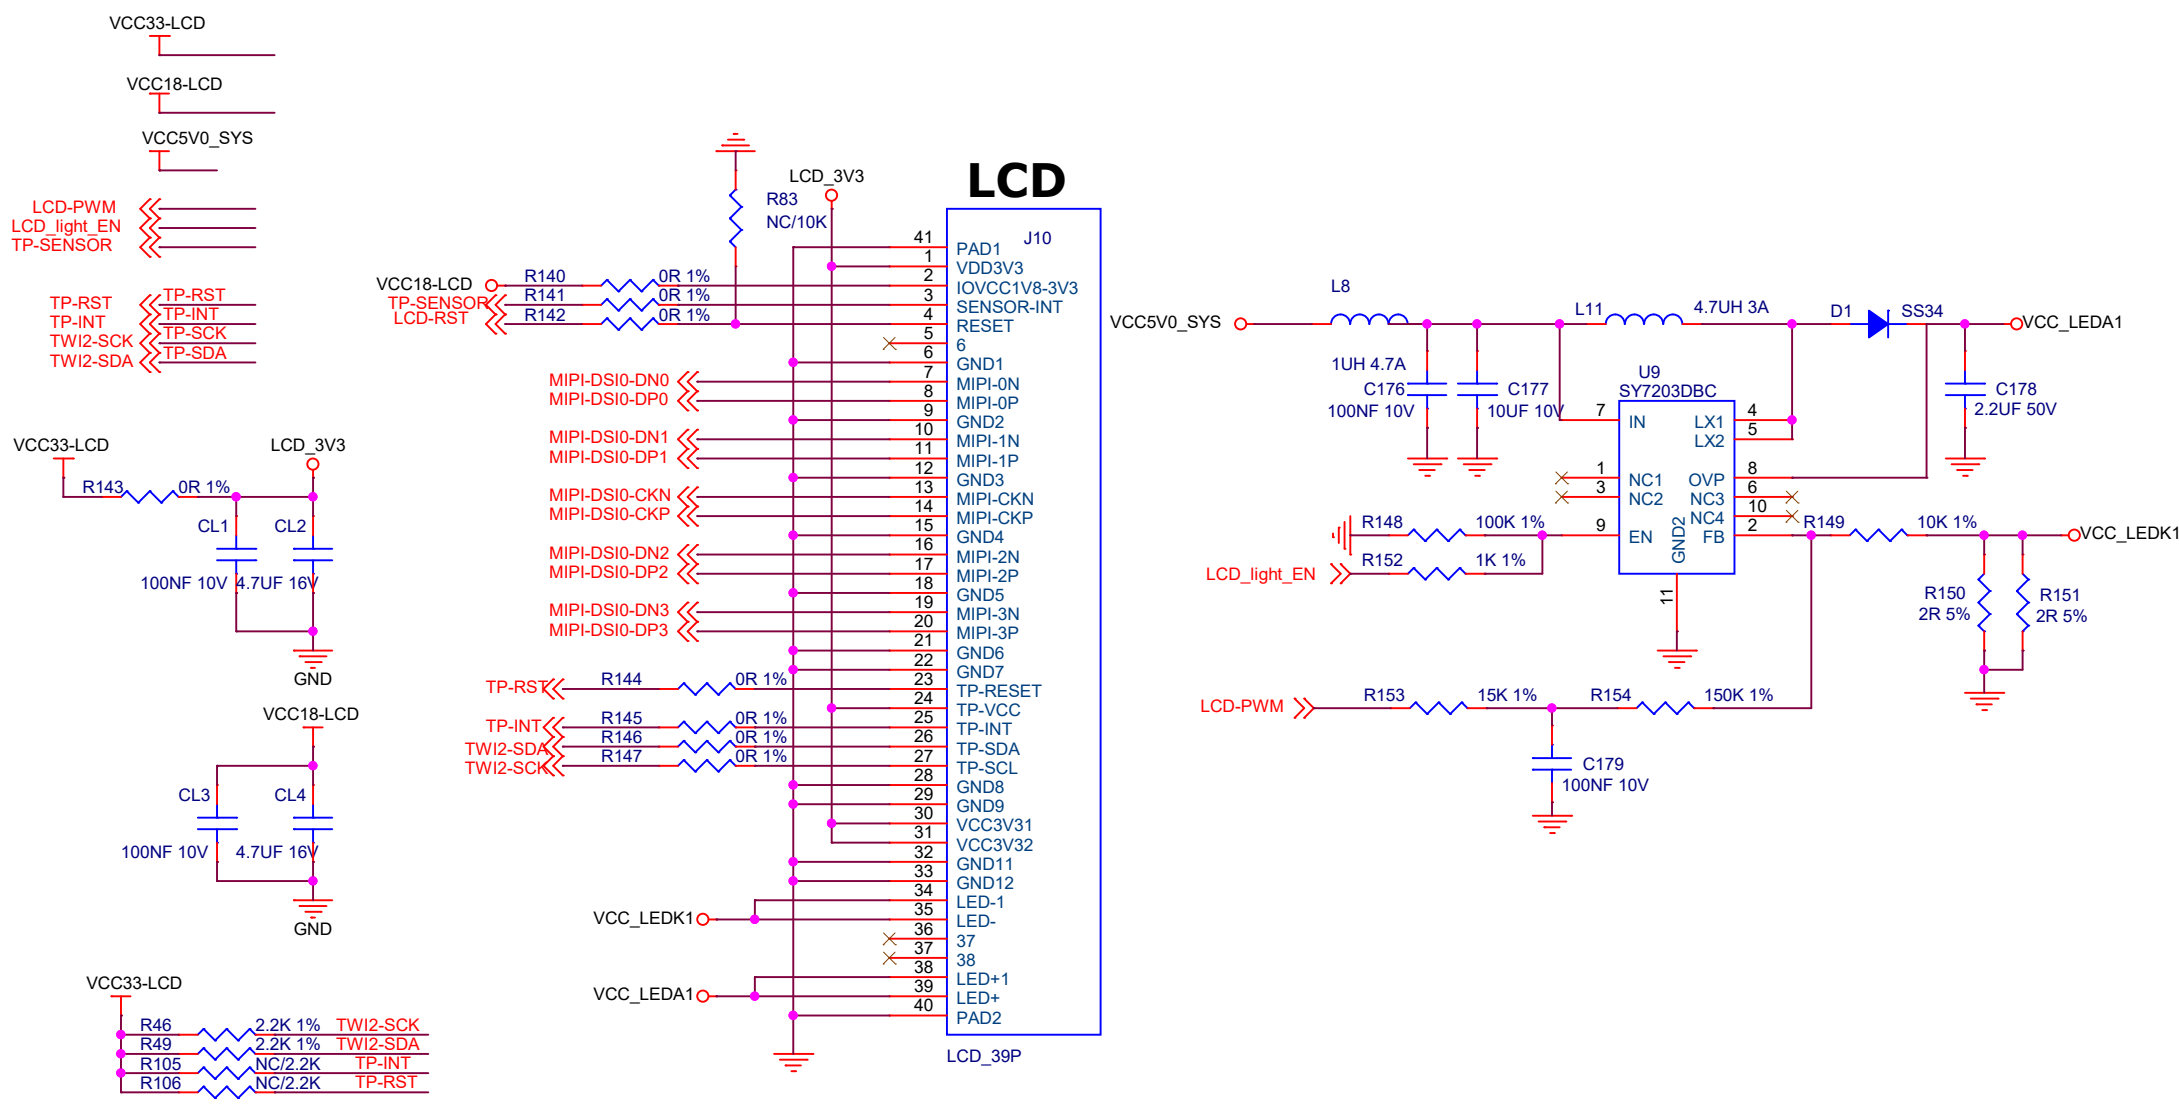 VCC33-LCD
VCC18-LCD
VCC5V0_SYS
LCD-PWM
LCD_light_EN
TP-SENSOR
TP-RST TP-RST
TP-INT TP-INT
TWI2-SCK TP-SCK
TWI2-SDA TP-SDA
VCC33-LCD LCD_3V3
R143 0R 1%
CL1 CL2
100NF 10V 4.7UF 16V
GND
VCC18-LCD
CL3 CL4
100NF 10V 4.7UF 16V
GND
VCC33-LCD
R46 2.2K 1% TWI2-SCK
R49 2.2K 1% TWI2-SDA
R105 NC/2.2K TP-INT
R106 NC/2.2K TP-RST
LCD
LCD_3V3
R83
NC/10K
J10
VCC18-LCD R140 0R 1%
TP-SENSOR R141 0R 1%
LCD-RST R142 0R 1%
MIPI-DSI0-DN0
MIPI-DSI0-DP0
MIPI-DSI0-DN1
MIPI-DSI0-DP1
MIPI-DSI0-CKN
MIPI-DSI0-CKP
MIPI-DSI0-DN2
MIPI-DSI0-DP2
MIPI-DSI0-DN3
MIPI-DSI0-DP3
TP-RST R144 0R 1%
TP-INT R145 0R 1%
TWI2-SDA R146 0R 1%
TWI2-SCK R147 0R 1%
VCC_LEDK1
VCC_LEDA1
41 PAD1
1 VDD3V3
2 IOVCC1V8-3V3
3 SENSOR-INT
4 RESET
5 6
6 GND1
7 MIPI-0N
8 MIPI-0P
9 GND2
10 MIPI-1N
11 MIPI-1P
12 GND3
13 MIPI-CKN
14 MIPI-CKP
15 GND4
16 MIPI-2N
17 MIPI-2P
18 GND5
19 MIPI-3N
20 MIPI-3P
21 GND6
22 GND7
23 TP-RESET
24 TP-VCC
25 TP-INT
26 TP-SDA
27 TP-SCL
28 GND8
29 GND9
30 VCC3V31
31 VCC3V32
32 GND11
33 GND12
34 LED-1
35 LED-
36 37
37 38
38 LED+1
39 LED+
40 PAD2
LCD_39P
VCC5V0_SYS
L8
1UH 4.7A
C176
100NF 10V
C177
10UF 10V
L11 4.7UH 3A
D1 SS34
VCC_LEDA1
C178
2.2UF 50V
U9
SY7203DBC
7 IN LX1 4
LX2 5
1 NC1 OVP 8
3 NC2 NC3 6
NC4 10
9 EN GND2 FB 2
11
R148 100K 1%
LCD_light_EN R152 1K 1%
R149 10K 1%
VCC_LEDK1
R150
2R 5%
R151
2R 5%
LCD-PWM R153 15K 1% R154 150K 1%
C179
100NF 10V